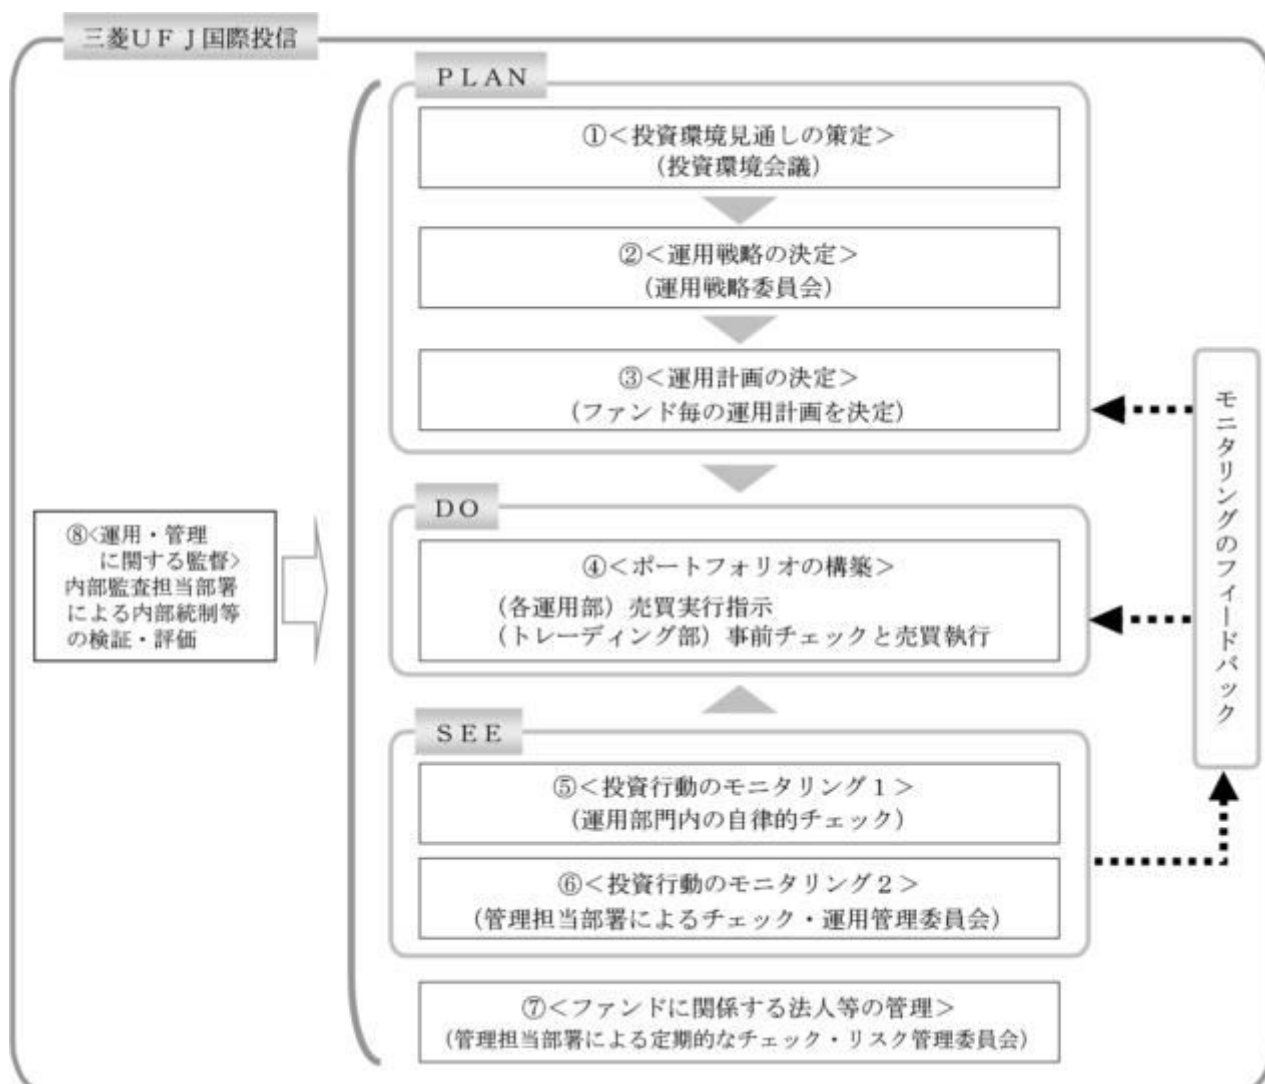 三菱UFJ国際投信
PLAN
①<投資環境見通しの策定>
(投資環境会議)
②<運用戦略の決定>
(運用戦略委員会)
③<運用計画の決定>
(ファンド毎の運用計画を決定)
DO
④<ポートフォリオの構築>
(各運用部)売買実行指示
(トレーディング部)事前チェックと売買執行
SEE
⑤<投資行動のモニタリング1>
(運用部門内の自律的チェック)
⑥<投資行動のモニタリング2>
(管理担当部署によるチェック・運用管理委員会)
⑦<ファンドに関係する法人等の管理>
(管理担当部署による定期的なチェック・リスク管理委員会)
⑧<運用・管理
に関する監督>
内部監査担当部署
による内部統制等
の検証・評価
モニタリングのフィードバック